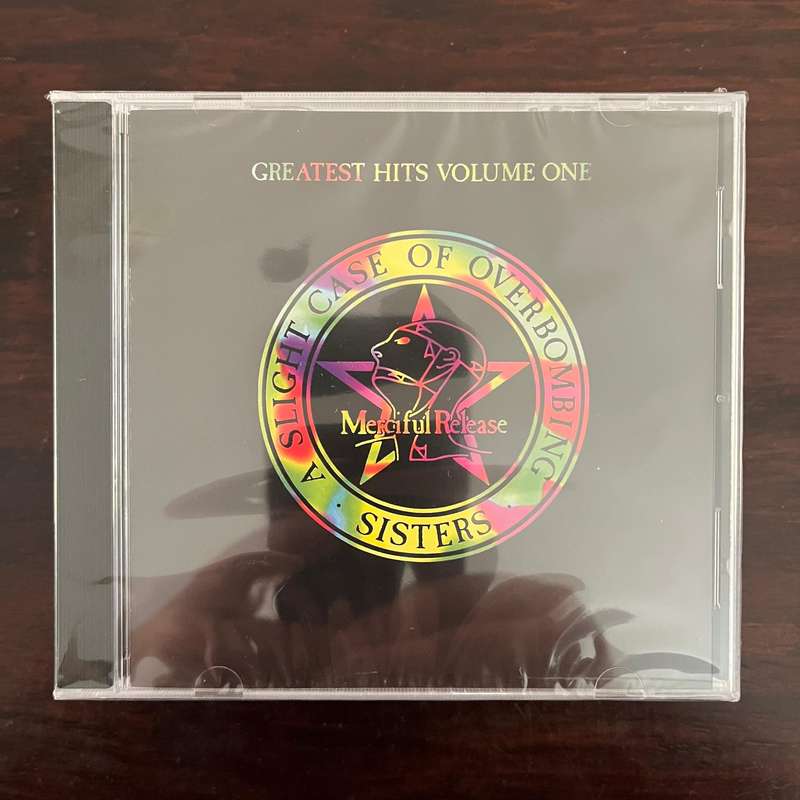 GREATEST HITS VOLUME ONE
A SLIGHT CASE OF OVERBOMBING
Merciful Release
· SISTERS ·